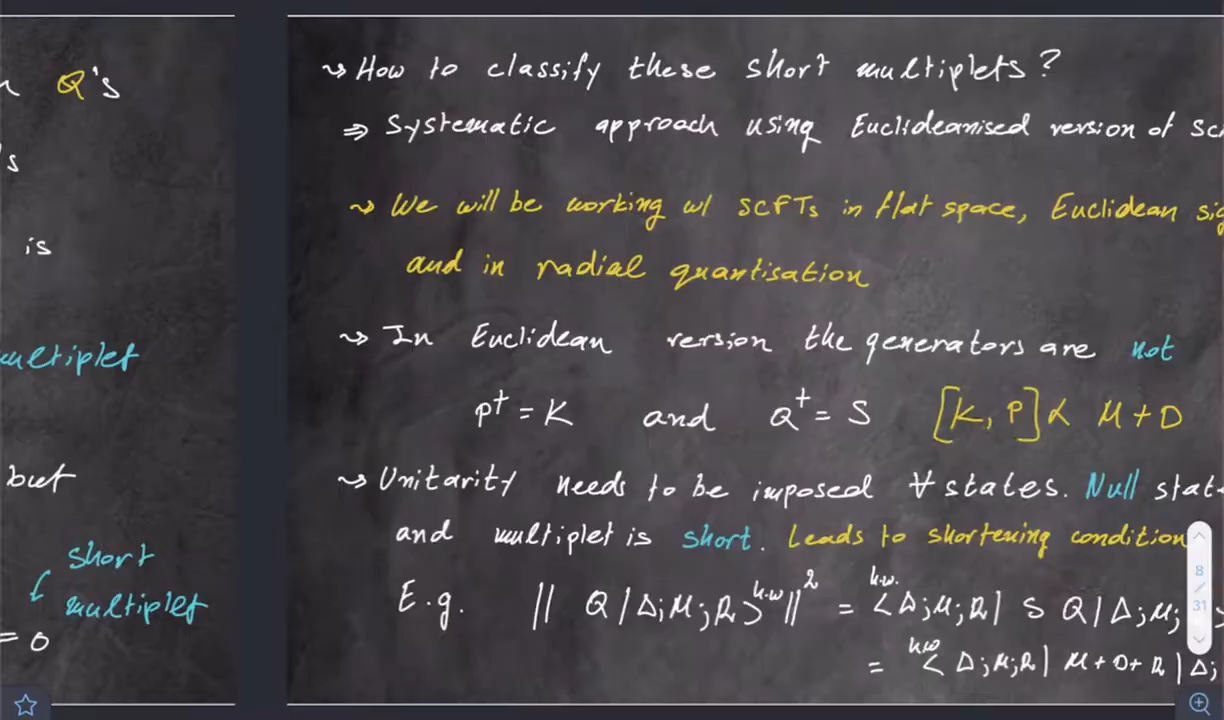 Q's
's
is
multiplet
but
short
multiplet
= 0
↝ How to classify these short multiplets?
⇒ Systematic approach using Euclideanised version of sc
↝ We will be working w/ SCFTs in flat space, Euclidean sig
and in radial quantisation
↝ In Euclidean version the generators are not
P† = K and Q† = S [K, P] ∝ M + D
↝ Unitarity needs to be imposed ∀ states. Null stat
and multiplet is short. Leads to shortening condition
E.g. || Q | Δ; M; R >ʰ·ʷ ||² = ʰ·ʷ·< Δ; M; R | S Q | Δ; M;
= ʰʷ< Δ; M; R | M + D + R | Δ;
8
/
31